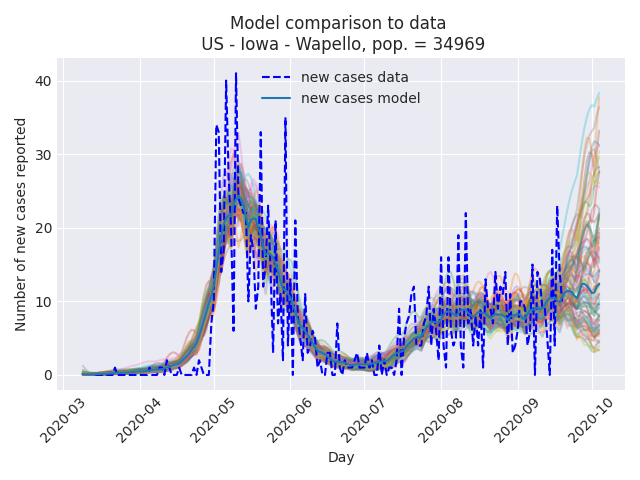 Model comparison to data
US - Iowa - Wapello, pop. = 34969
new cases data
new cases model
Number of new cases reported
40
30
20
10
0
2020-03
2020-04
2020-05
2020-06
2020-07
2020-08
2020-09
2020-10
Day